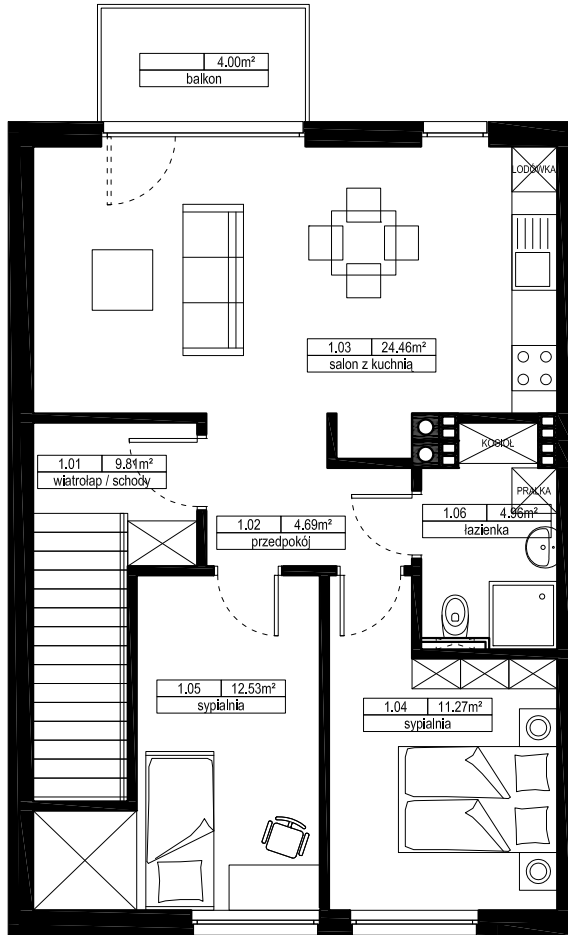 4.00m²
balkon
LODÓWKA
1.03 24.46m²
salon z kuchnią
KOSIOŁ
1.01 9.81m²
wiatrołap / schody
PRALKA
1.02 4.69m²
przedpokój
1.06 4.96m²
łazienka
1.05 12.53m²
sypialnia
1.04 11.27m²
sypialnia